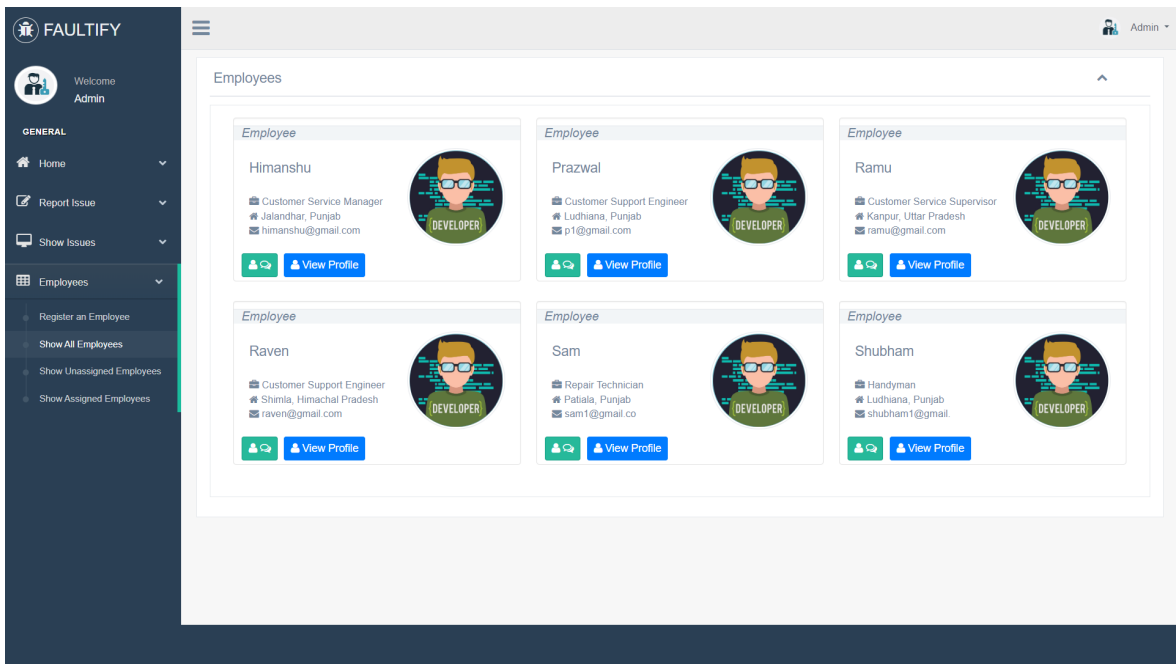 FAULTIFY
Admin
Welcome
Admin
GENERAL
Home
Report Issue
Show Issues
Employees
Register an Employee
Show All Employees
Show Unassigned Employees
Show Assigned Employees
Employees
Employee
Himanshu
Customer Service Manager
Jalandhar, Punjab
himanshu@gmail.com
DEVELOPER
View Profile
Employee
Prazwal
Customer Support Engineer
Ludhiana, Punjab
p1@gmail.com
DEVELOPER
View Profile
Employee
Ramu
Customer Service Supervisor
Kanpur, Uttar Pradesh
ramu@gmail.com
DEVELOPER
View Profile
Employee
Raven
Customer Support Engineer
Shimla, Himachal Pradesh
raven@gmail.com
DEVELOPER
View Profile
Employee
Sam
Repair Technician
Patiala, Punjab
sam1@gmail.co
DEVELOPER
View Profile
Employee
Shubham
Handyman
Ludhiana, Punjab
shubham1@gmail.
DEVELOPER
View Profile